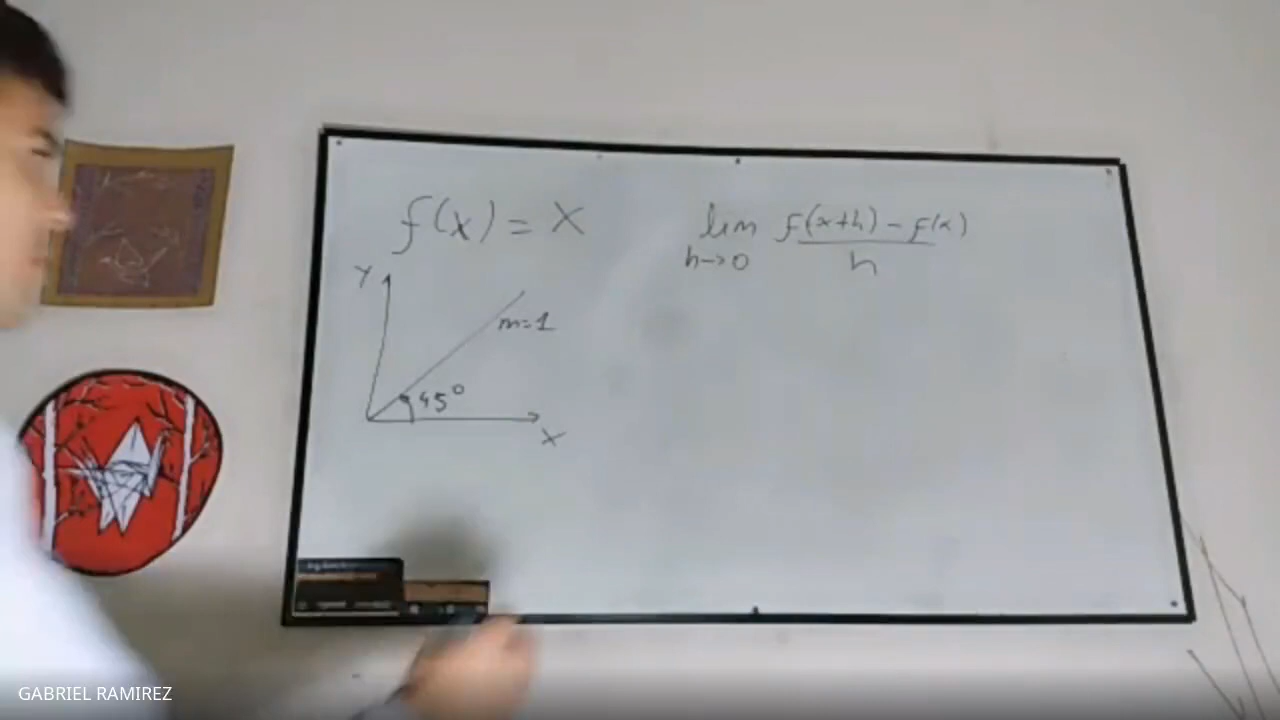 f(x) = x
lim f(x+h) - f(x)
h→0 h
Y
m=1
45°
x
GABRIEL RAMIREZ